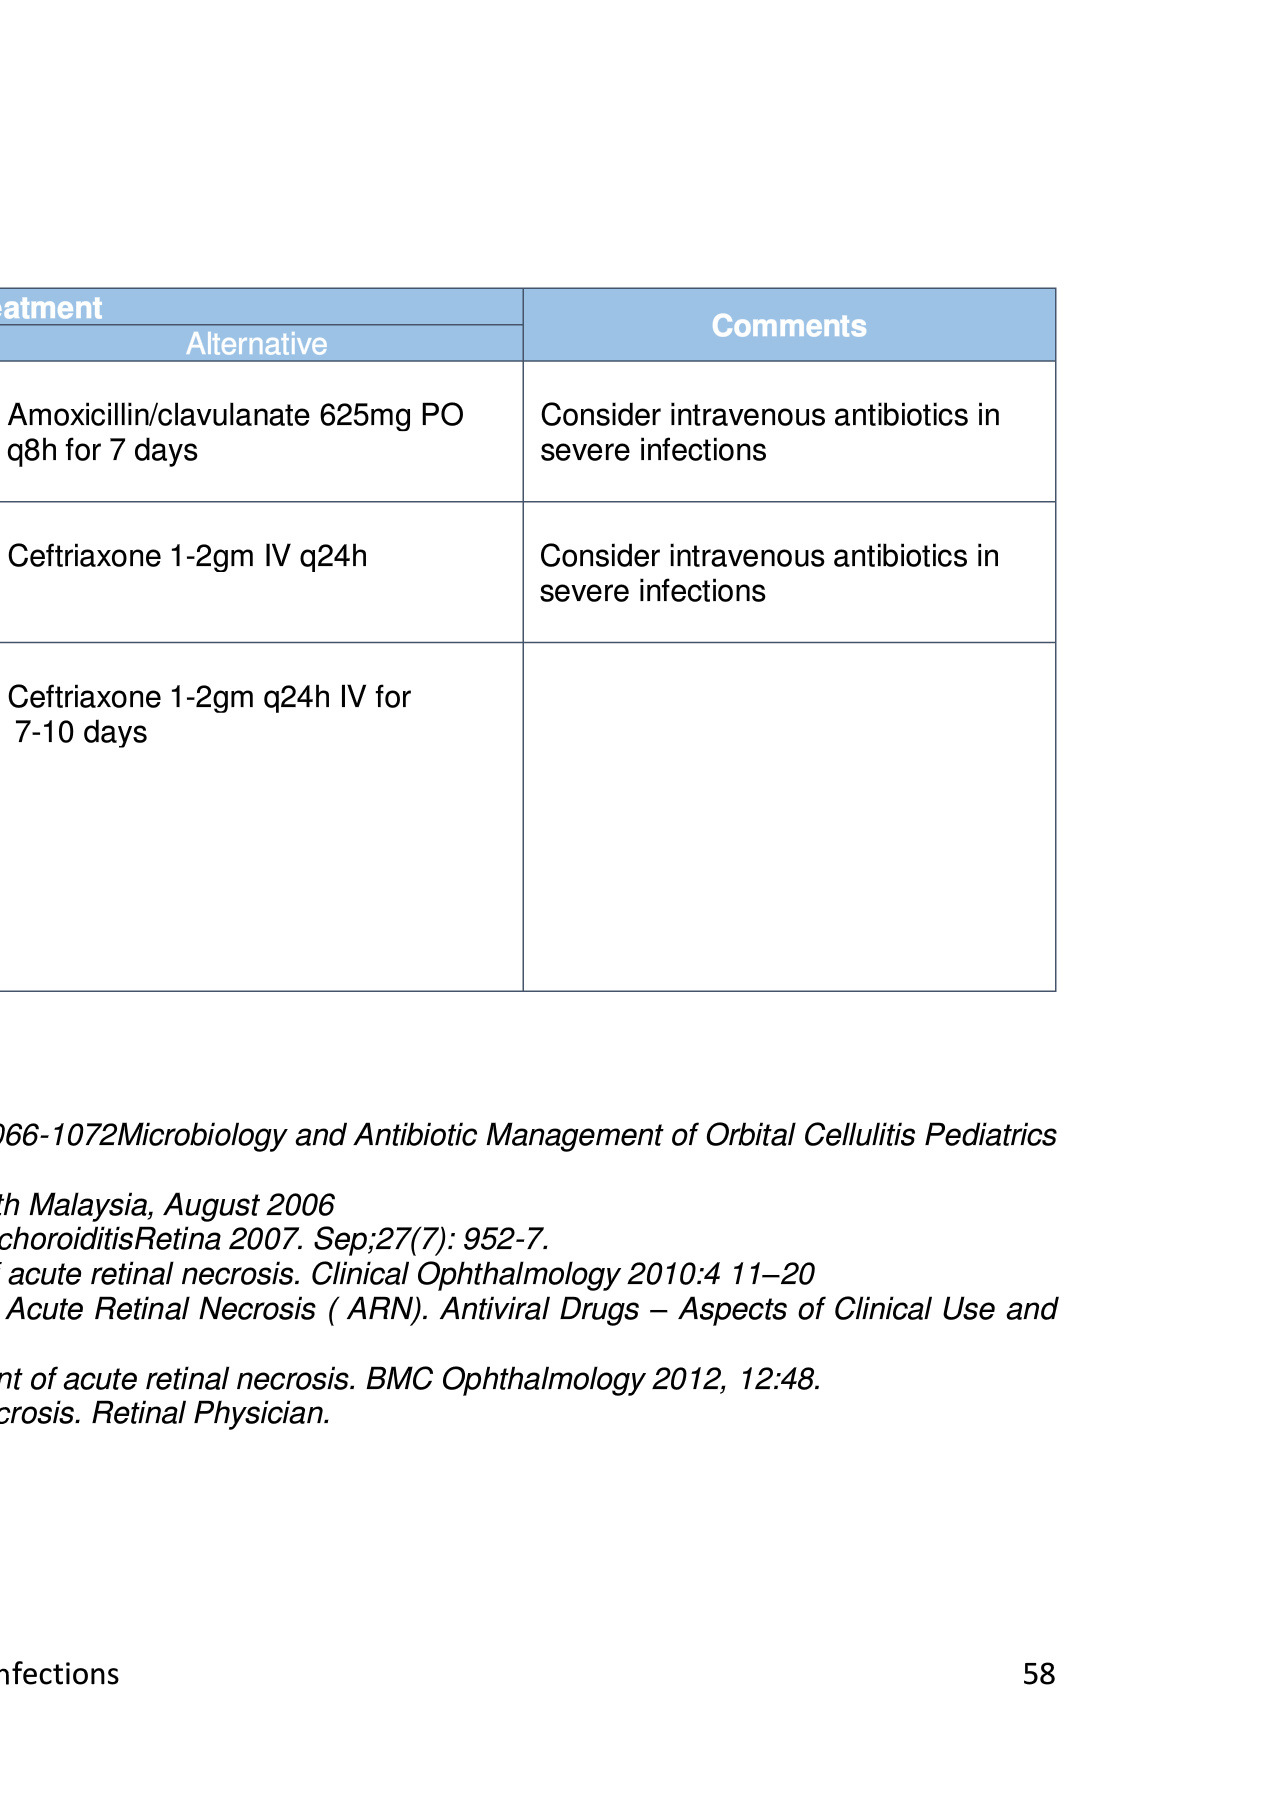 eatment
Comments
Alternative
Amoxicillin/clavulanate 625mg PO
q8h for 7 days
Consider intravenous antibiotics in
severe infections
Ceftriaxone 1-2gm IV q24h
Consider intravenous antibiotics in
severe infections
Ceftriaxone 1-2gm q24h IV for
7-10 days
066-1072Microbiology and Antibiotic Management of Orbital Cellulitis Pediatrics
th Malaysia, August 2006
choroiditisRetina 2007. Sep;27(7): 952-7.
acute retinal necrosis. Clinical Ophthalmology 2010:4 11–20
Acute Retinal Necrosis ( ARN). Antiviral Drugs – Aspects of Clinical Use and
nt of acute retinal necrosis. BMC Ophthalmology 2012, 12:48.
crosis. Retinal Physician.
nfections
58